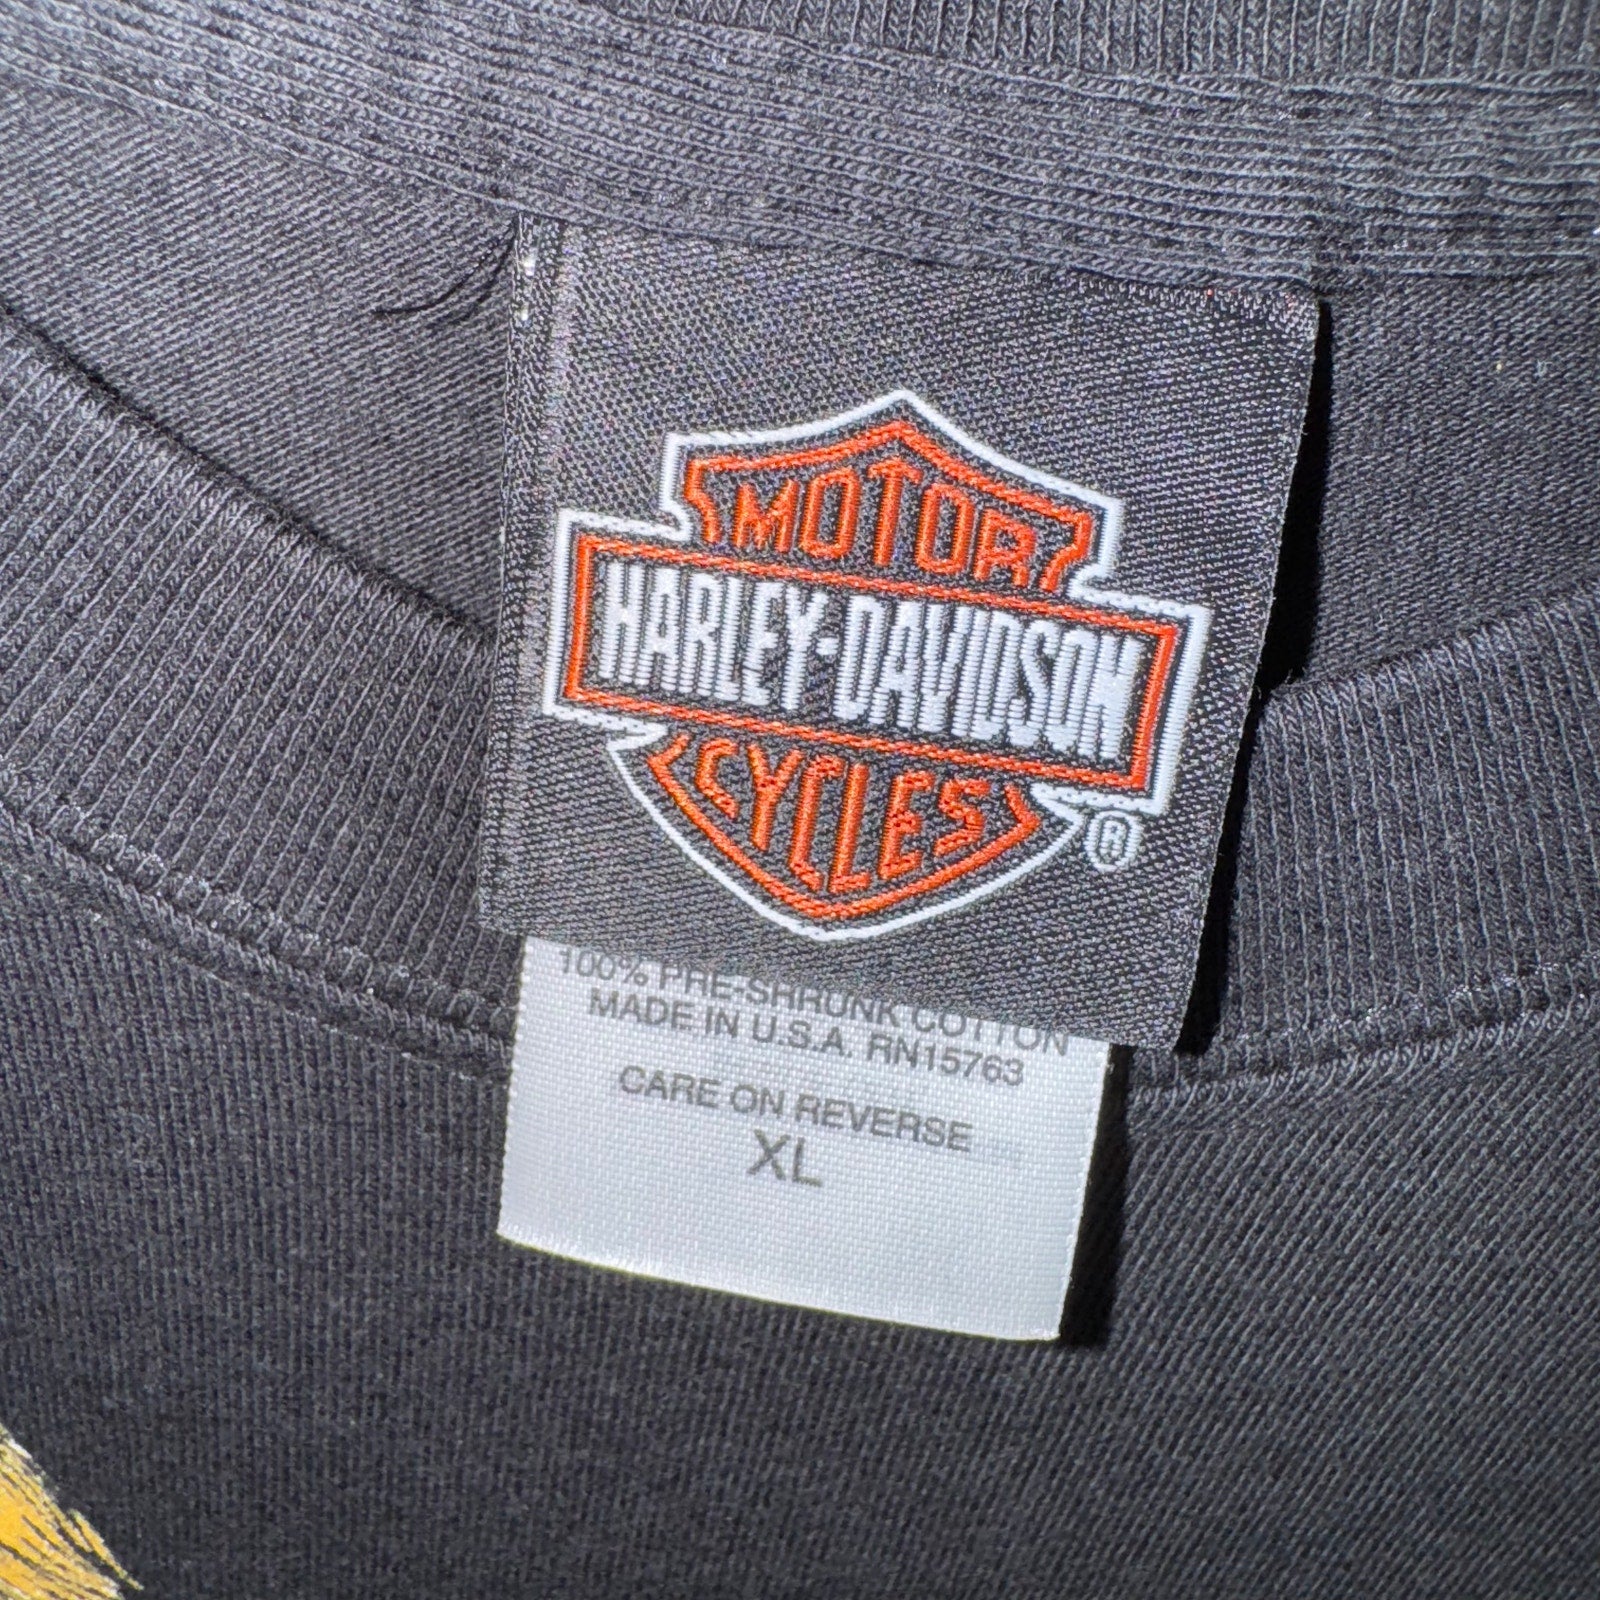 MOTOR
HARLEY-DAVIDSON
CYCLES
®
100% PRE-SHRUNK COTTON
MADE IN U.S.A. RN15763
CARE ON REVERSE
XL